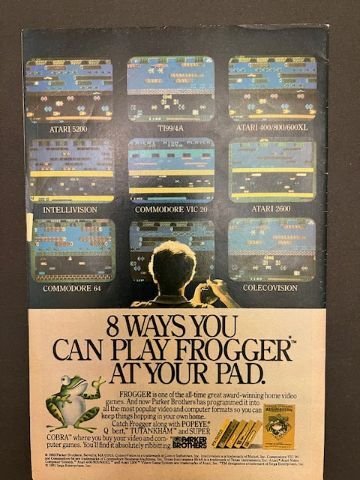 ATARI 5200
TI99/4A
ATARI 400/800/600XL
INTELLIVISION
COMMODORE VIC 20
ATARI 2600
COMMODORE 64
COLECOVISION
8 WAYS YOU
CAN PLAY FROGGER™
AT YOUR PAD.
FROGGER is one of the all-time great award-winning home video
games. And now Parker Brothers has programmed it into
all the most popular video and computer formats so you can
keep things hopping in your own home.
Catch Frogger along with POPEYE,®
Q*bert,™ TUTANKHAM™ and SUPER
COBRA™ where you buy your video and com-
puter games. You'll find it absolutely ribbiting.
PARKER
BROTHERS